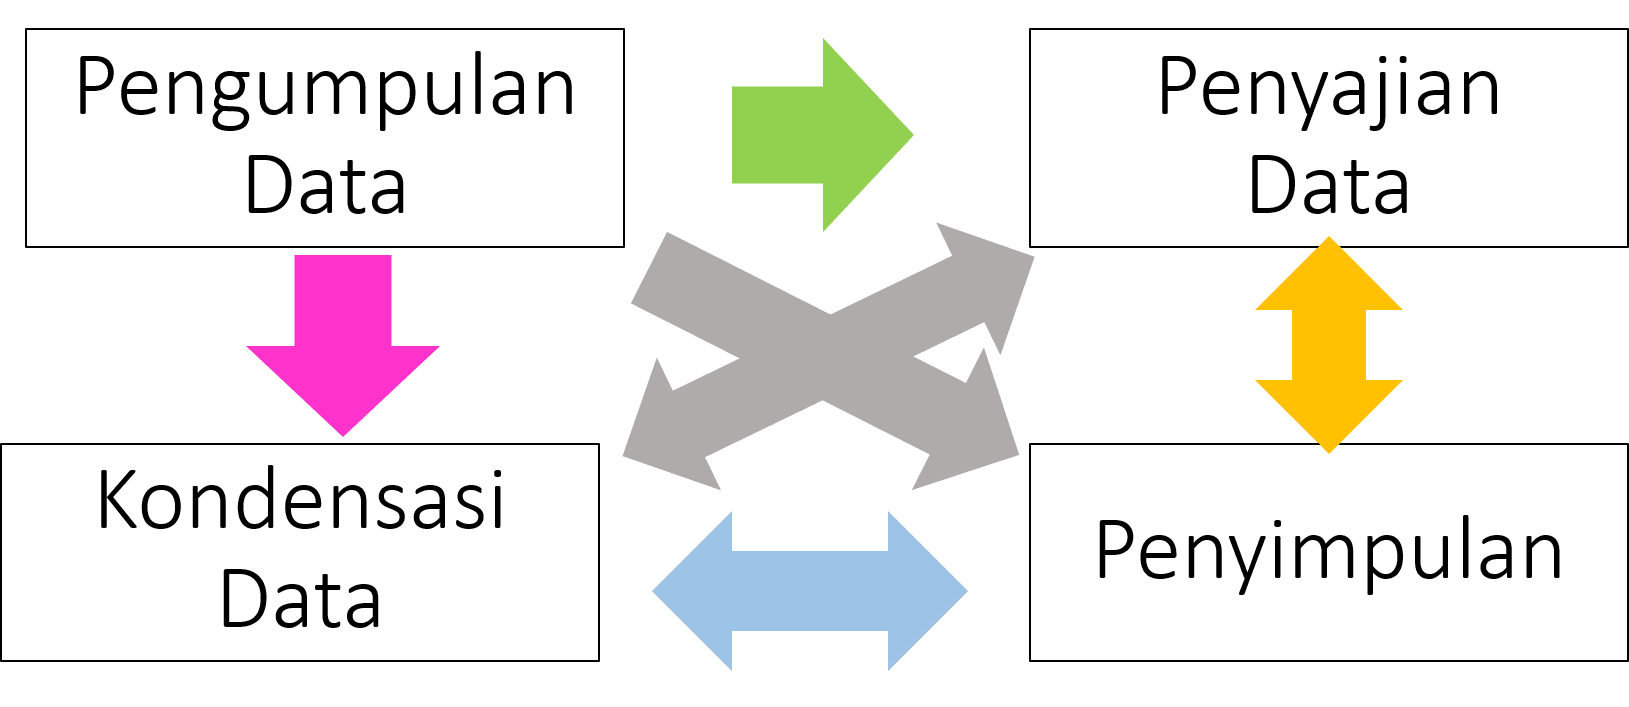 Pengumpulan
Data
Penyajian
Data
Kondensasi
Data
Penyimpulan